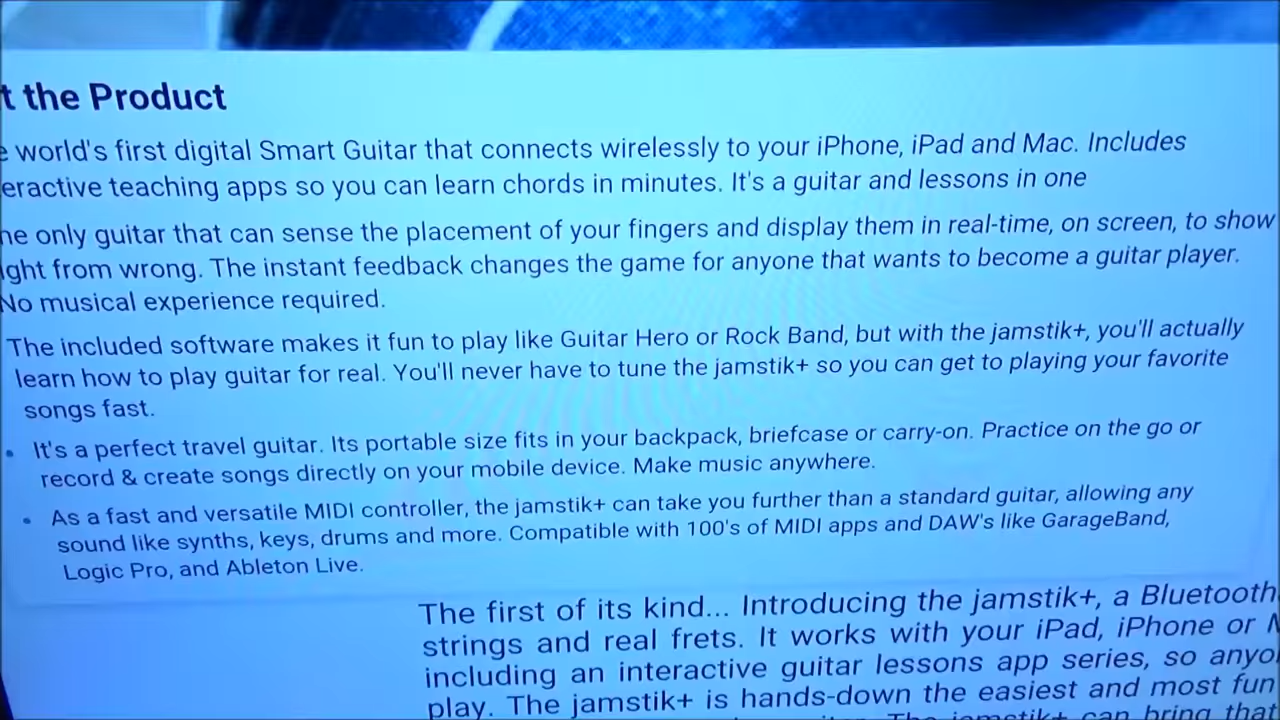 t the Product
world's first digital Smart Guitar that connects wirelessly to your iPhone, iPad and Mac. Includes
eractive teaching apps so you can learn chords in minutes. It's a guitar and lessons in one
he only guitar that can sense the placement of your fingers and display them in real-time, on screen, to show
ight from wrong. The instant feedback changes the game for anyone that wants to become a guitar player.
No musical experience required.
The included software makes it fun to play like Guitar Hero or Rock Band, but with the jamstik+, you'll actually
learn how to play guitar for real. You'll never have to tune the jamstik+ so you can get to playing your favorite
songs fast.
• It's a perfect travel guitar. Its portable size fits in your backpack, briefcase or carry-on. Practice on the go or
record & create songs directly on your mobile device. Make music anywhere.
• As a fast and versatile MIDI controller, the jamstik+ can take you further than a standard guitar, allowing any
sound like synths, keys, drums and more. Compatible with 100's of MIDI apps and DAW's like GarageBand,
Logic Pro, and Ableton Live.
The first of its kind... Introducing the jamstik+, a Bluetooth
strings and real frets. It works with your iPad, iPhone or M
including an interactive guitar lessons app series, so anyo
play. The jamstik+ is hands-down the easiest and most fun
The jamstik+ can bring that